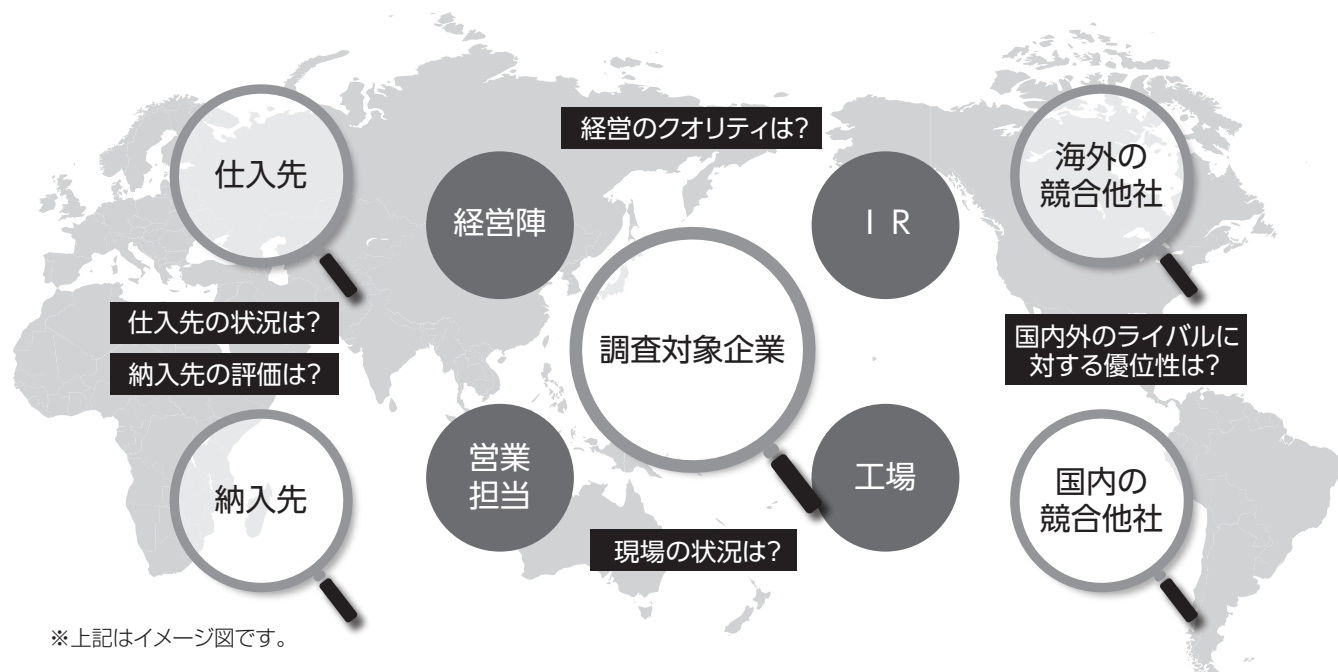 経営のクオリティは?
仕入先
経営陣
I R
海外の
競合他社
仕入先の状況は?
納入先の評価は?
調査対象企業
国内外のライバルに
対する優位性は?
納入先
営業
担当
工場
国内の
競合他社
現場の状況は?
※上記はイメージ図です。